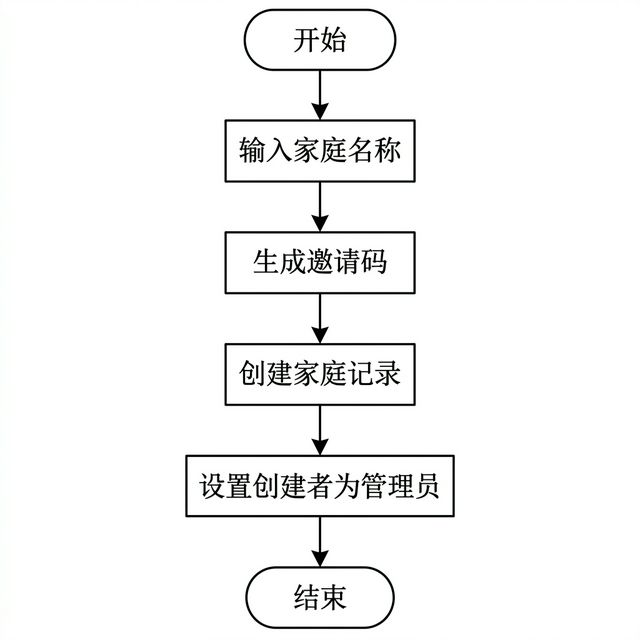 开始
输入家庭名称
生成邀请码
创建家庭记录
设置创建者为管理员
结束